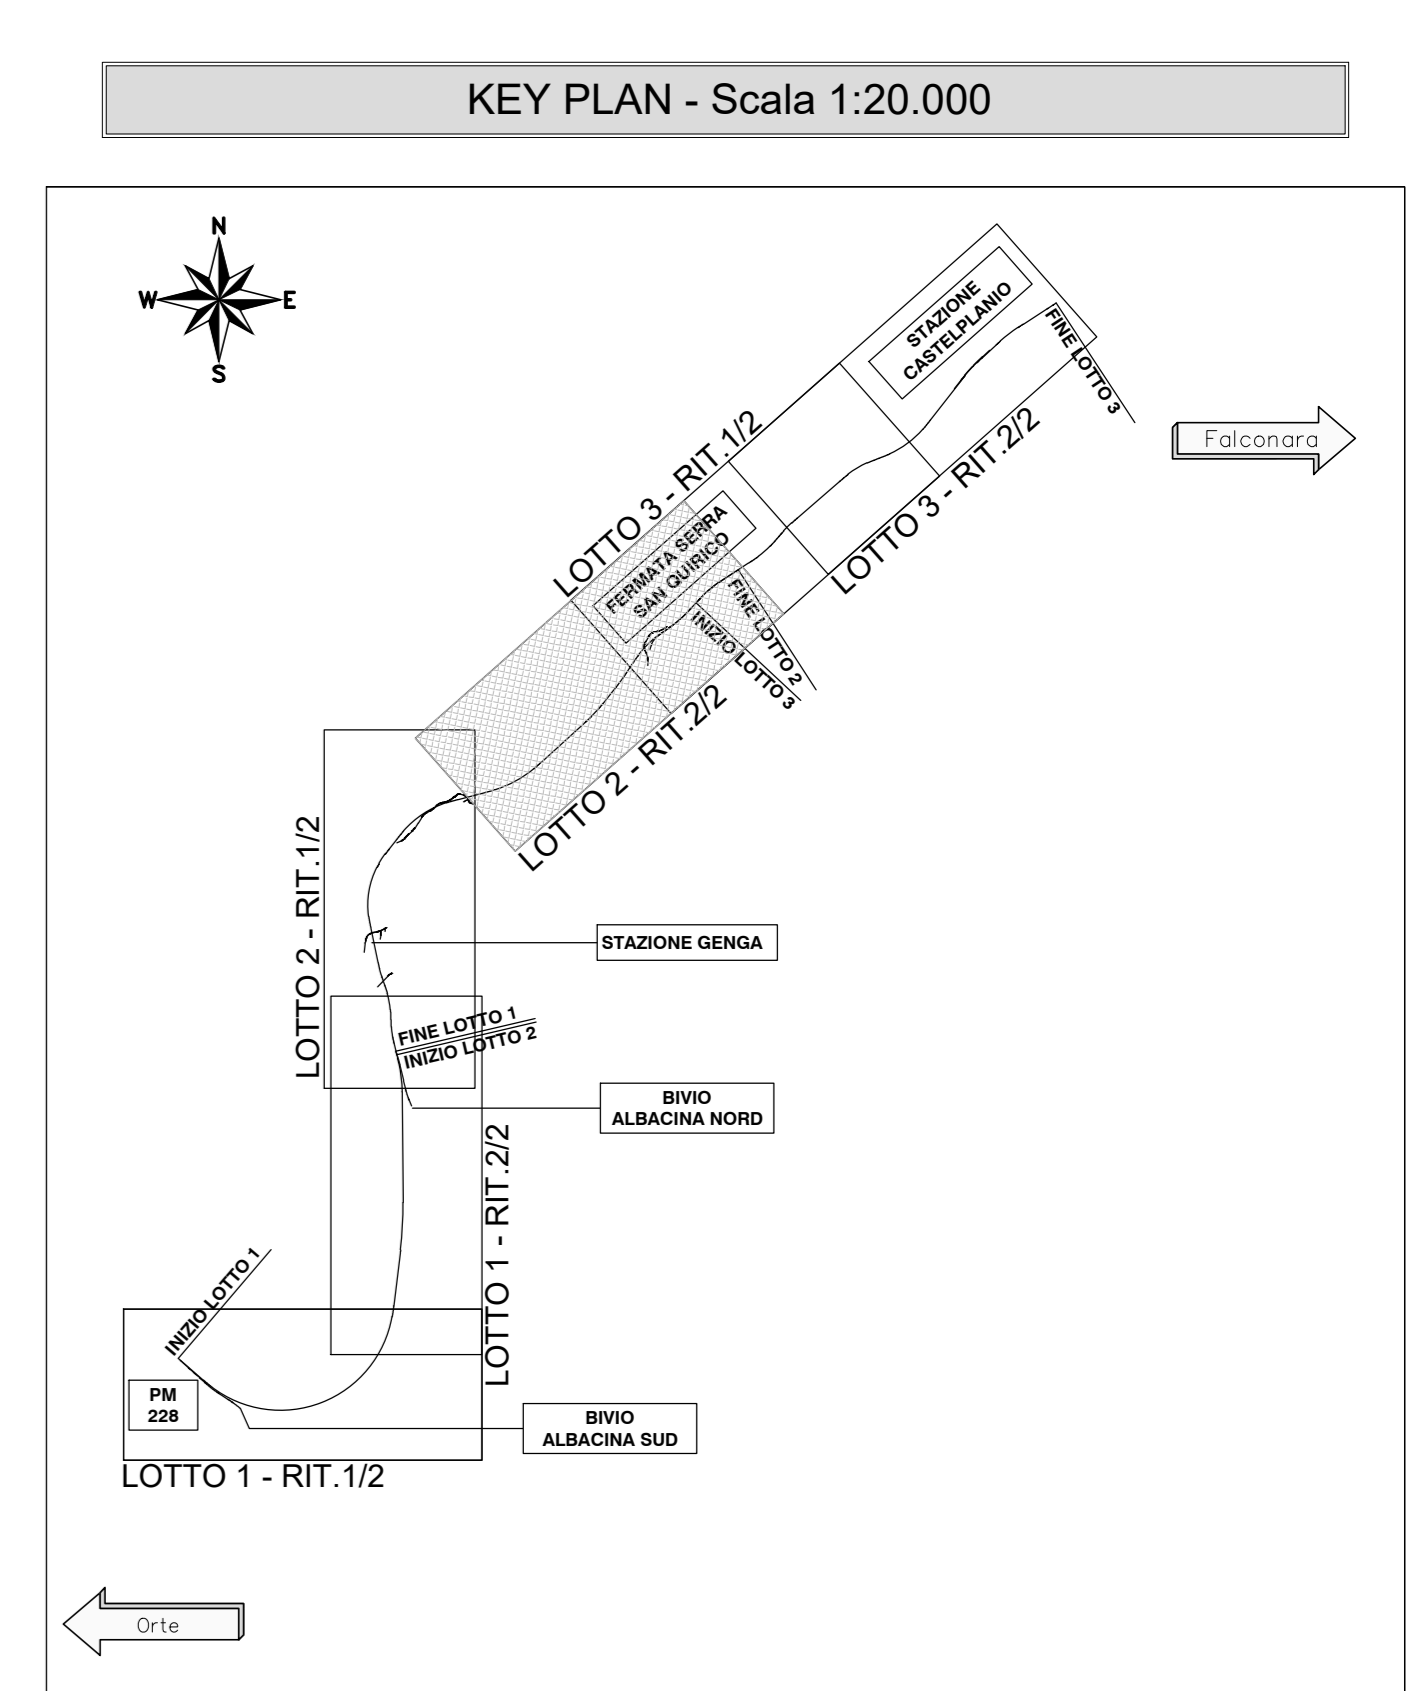 KEY PLAN - Scala 1:20.000
N
W
E
S
STAZIONE
CASTELPLANIO
FINE LOTTO 3
Falconara
LOTTO 3 - RIT.1/2
LOTTO 3 - RIT.2/2
FERMATA SERRA
SAN QUIRICO
FINE LOTTO 2
INIZIO LOTTO 3
LOTTO 2 - RIT.2/2
LOTTO 2 - RIT.1/2
STAZIONE GENGA
FINE LOTTO 1
INIZIO LOTTO 2
BIVIO
ALBACINA NORD
LOTTO 1 - RIT.2/2
INIZIO LOTTO 1
PM
228
BIVIO
ALBACINA SUD
LOTTO 1 - RIT.1/2
Orte